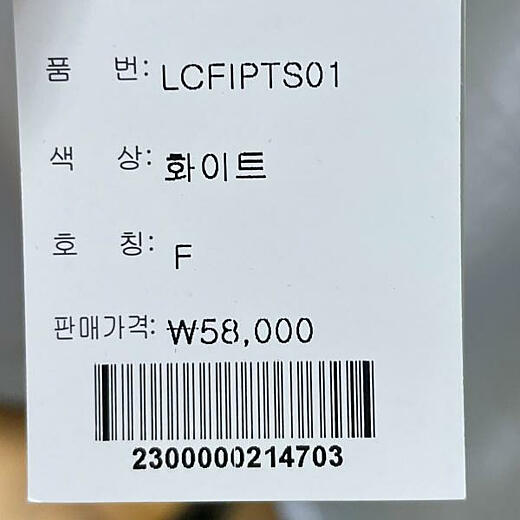 품 번: LCFIPTS01
색 상: 화이트
호 칭: F
판매가격: ₩58,000
2300000214703